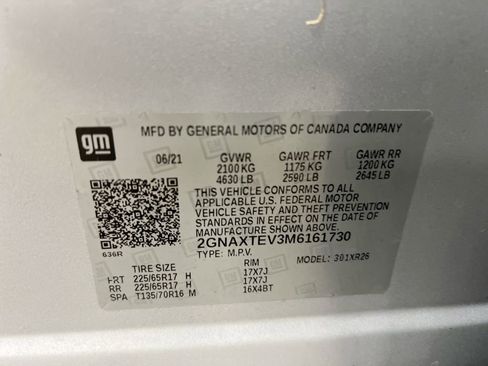 gm
MFD BY GENERAL MOTORS OF CANADA COMPANY
06/21 GVWR GAWR FRT GAWR RR
2100 KG 1175 KG 1200 KG
4630 LB 2590 LB 2645 LB
THIS VEHICLE CONFORMS TO ALL
APPLICABLE U.S. FEDERAL MOTOR
VEHICLE SAFETY AND THEFT PREVENTION
STANDARDS IN EFFECT ON THE DATE OF
MANUFACTURE SHOWN ABOVE.
636R 2GNAXTEV3M6161730
TYPE: M.P.V. MODEL: 301XR26
TIRE SIZE RIM
FRT 225/65R17 H 17X7J
RR 225/65R17 H 17X7J
SPA T135/70R16 M 16X4BT